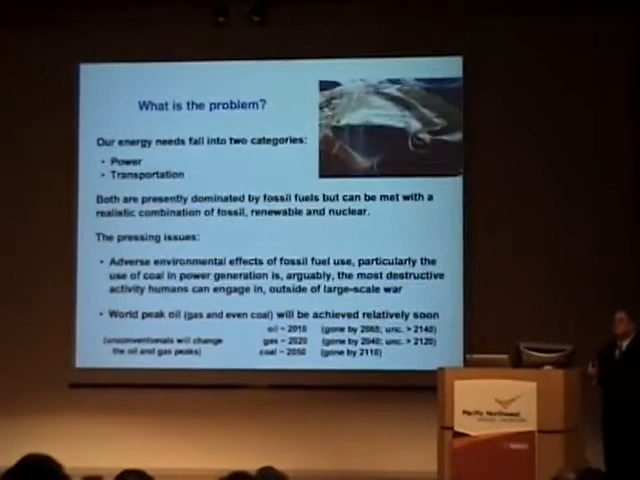 What is the problem?
Our energy needs fall into two categories:
• Power
• Transportation
Both are presently dominated by fossil fuels but can be met with a
realistic combination of fossil, renewable and nuclear.
The pressing issues:
• Adverse environmental effects of fossil fuel use, particularly the
use of coal in power generation is, arguably, the most destructive
activity humans can engage in, outside of large-scale war
• World peak oil (gas and even coal) will be achieved relatively soon
oil ~ 2010 (gone by 2065; unc. > 2140)
(unconventionals will change gas ~ 2020 (gone by 2040; unc. > 2120)
the oil and gas peaks) coal ~ 2050 (gone by 2110)
Pacific Northwest